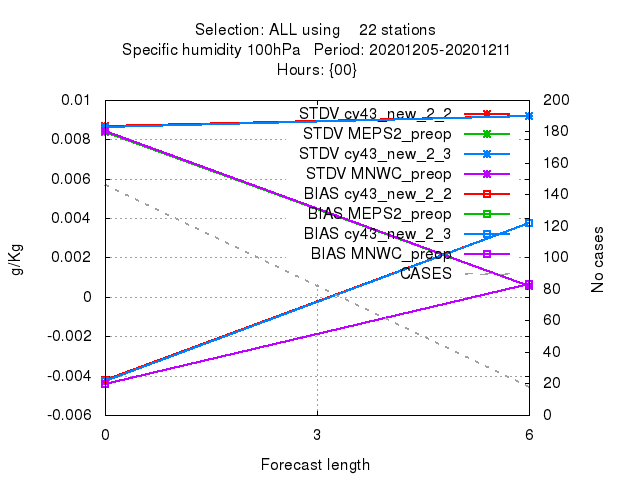 Selection: ALL using 22 stations
Specific humidity 100hPa Period: 20201205-20201211
Hours: {00}
0.01
0.008
0.006
0.004
0.002
0
-0.002
-0.004
-0.006
g/Kg
STDV cy43_new_2_2
STDV MEPS2_preop
STDV cy43_new_2_3
STDV MNWC_preop
BIAS cy43_new_2_2
BIAS MEPS2_preop
BIAS cy43_new_2_3
BIAS MNWC_preop
CASES
200
180
160
140
120
100
80
60
40
20
0
No cases
0 3 6
Forecast length